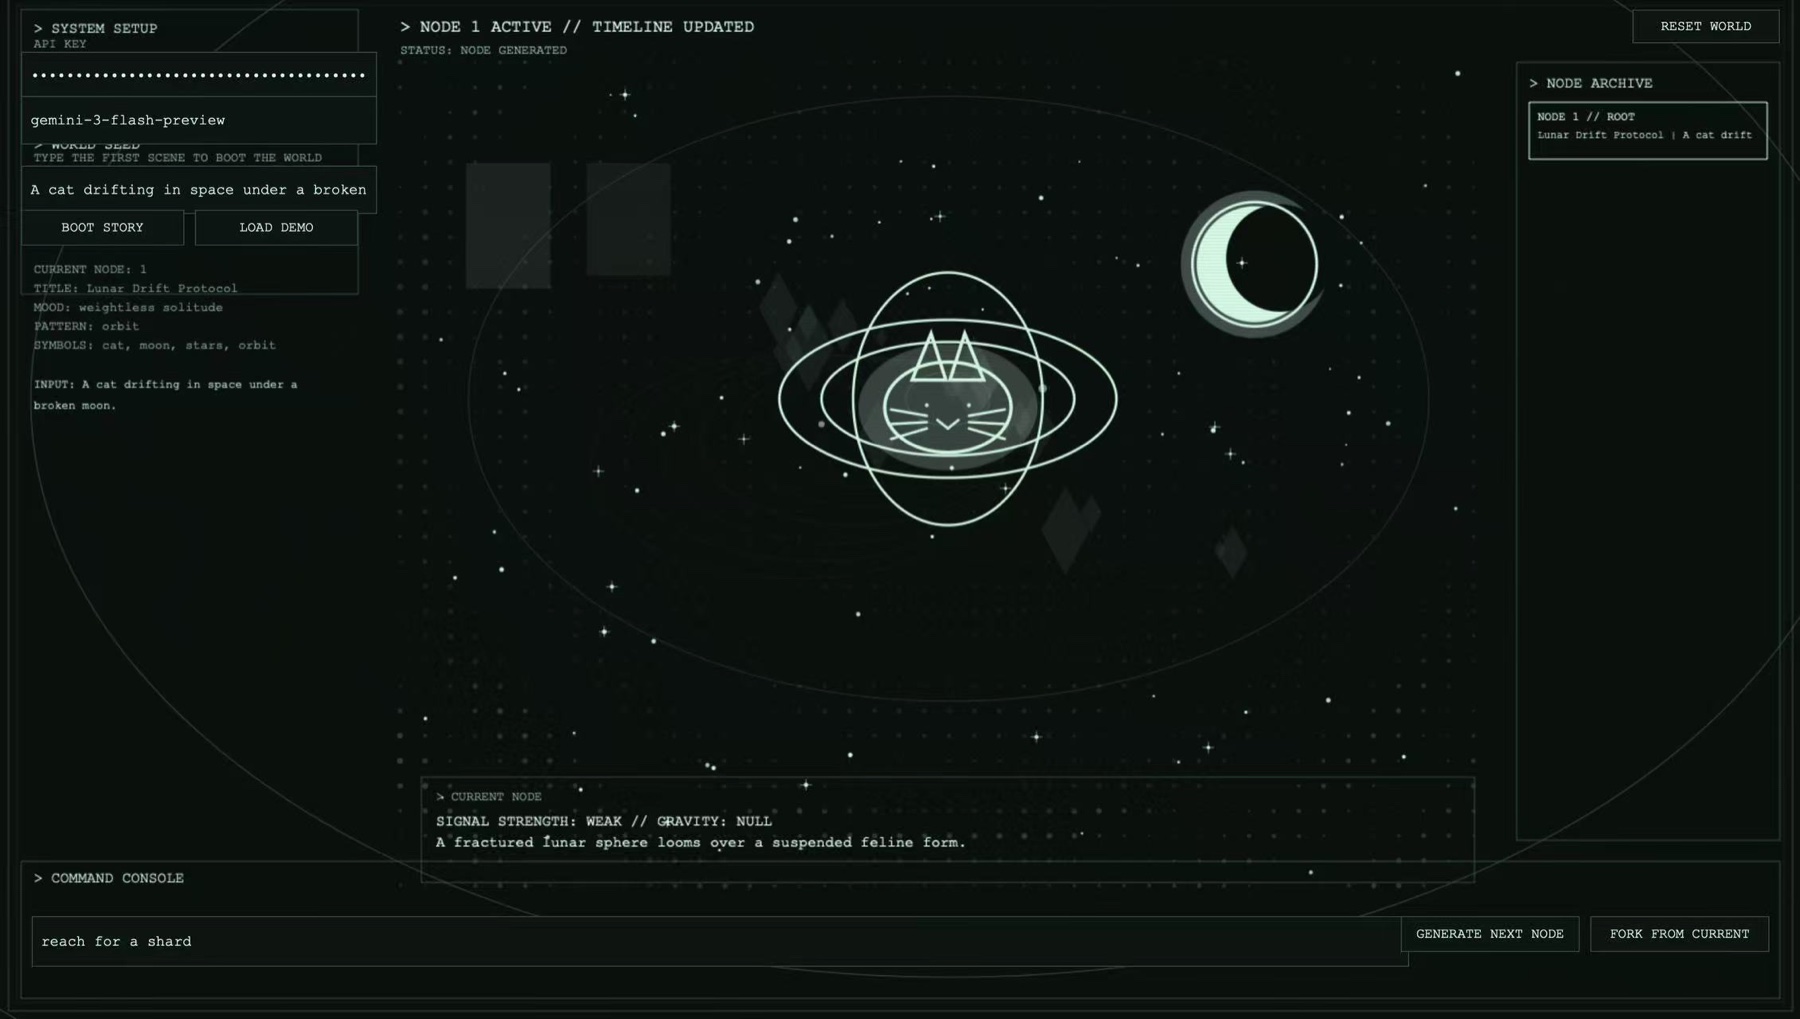 > SYSTEM SETUP
API KEY
••••••••••••••••••••••••••••••••••••••
gemini-3-flash-preview
> WORLD SEED
TYPE THE FIRST SCENE TO BOOT THE WORLD
A cat drifting in space under a broken
BOOT STORY
LOAD DEMO
CURRENT NODE: 1
TITLE: Lunar Drift Protocol
MOOD: weightless solitude
PATTERN: orbit
SYMBOLS: cat, moon, stars, orbit
INPUT: A cat drifting in space under a
broken moon.
> NODE 1 ACTIVE // TIMELINE UPDATED
STATUS: NODE GENERATED
RESET WORLD
> NODE ARCHIVE
NODE 1 // ROOT
Lunar Drift Protocol | A cat drift
> CURRENT NODE
SIGNAL STRENGTH: WEAK // GRAVITY: NULL
A fractured lunar sphere looms over a suspended feline form.
> COMMAND CONSOLE
reach for a shard
GENERATE NEXT NODE
FORK FROM CURRENT